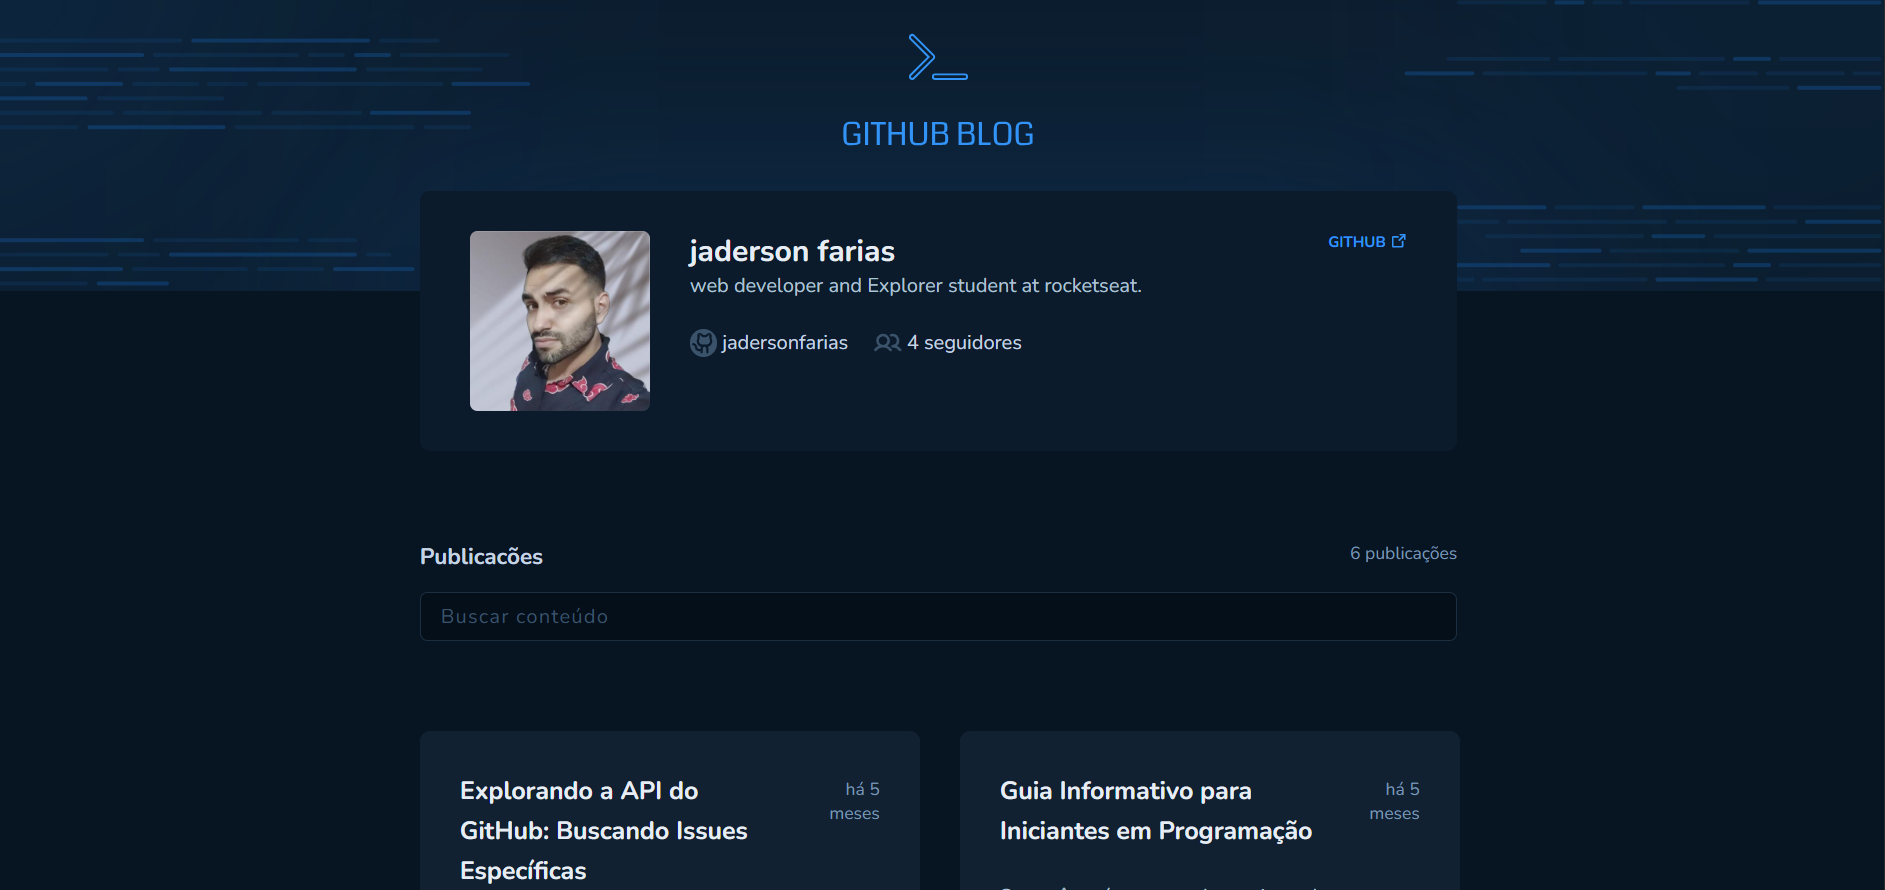 GITHUB BLOG
jaderson farias
GITHUB
web developer and Explorer student at rocketseat.
jadersonfarias
4 seguidores
Publicacões
6 publicações
Buscar conteúdo
Explorando a API do
GitHub: Buscando Issues
Específicas
há 5
meses
Guia Informativo para
Iniciantes em Programação
há 5
meses